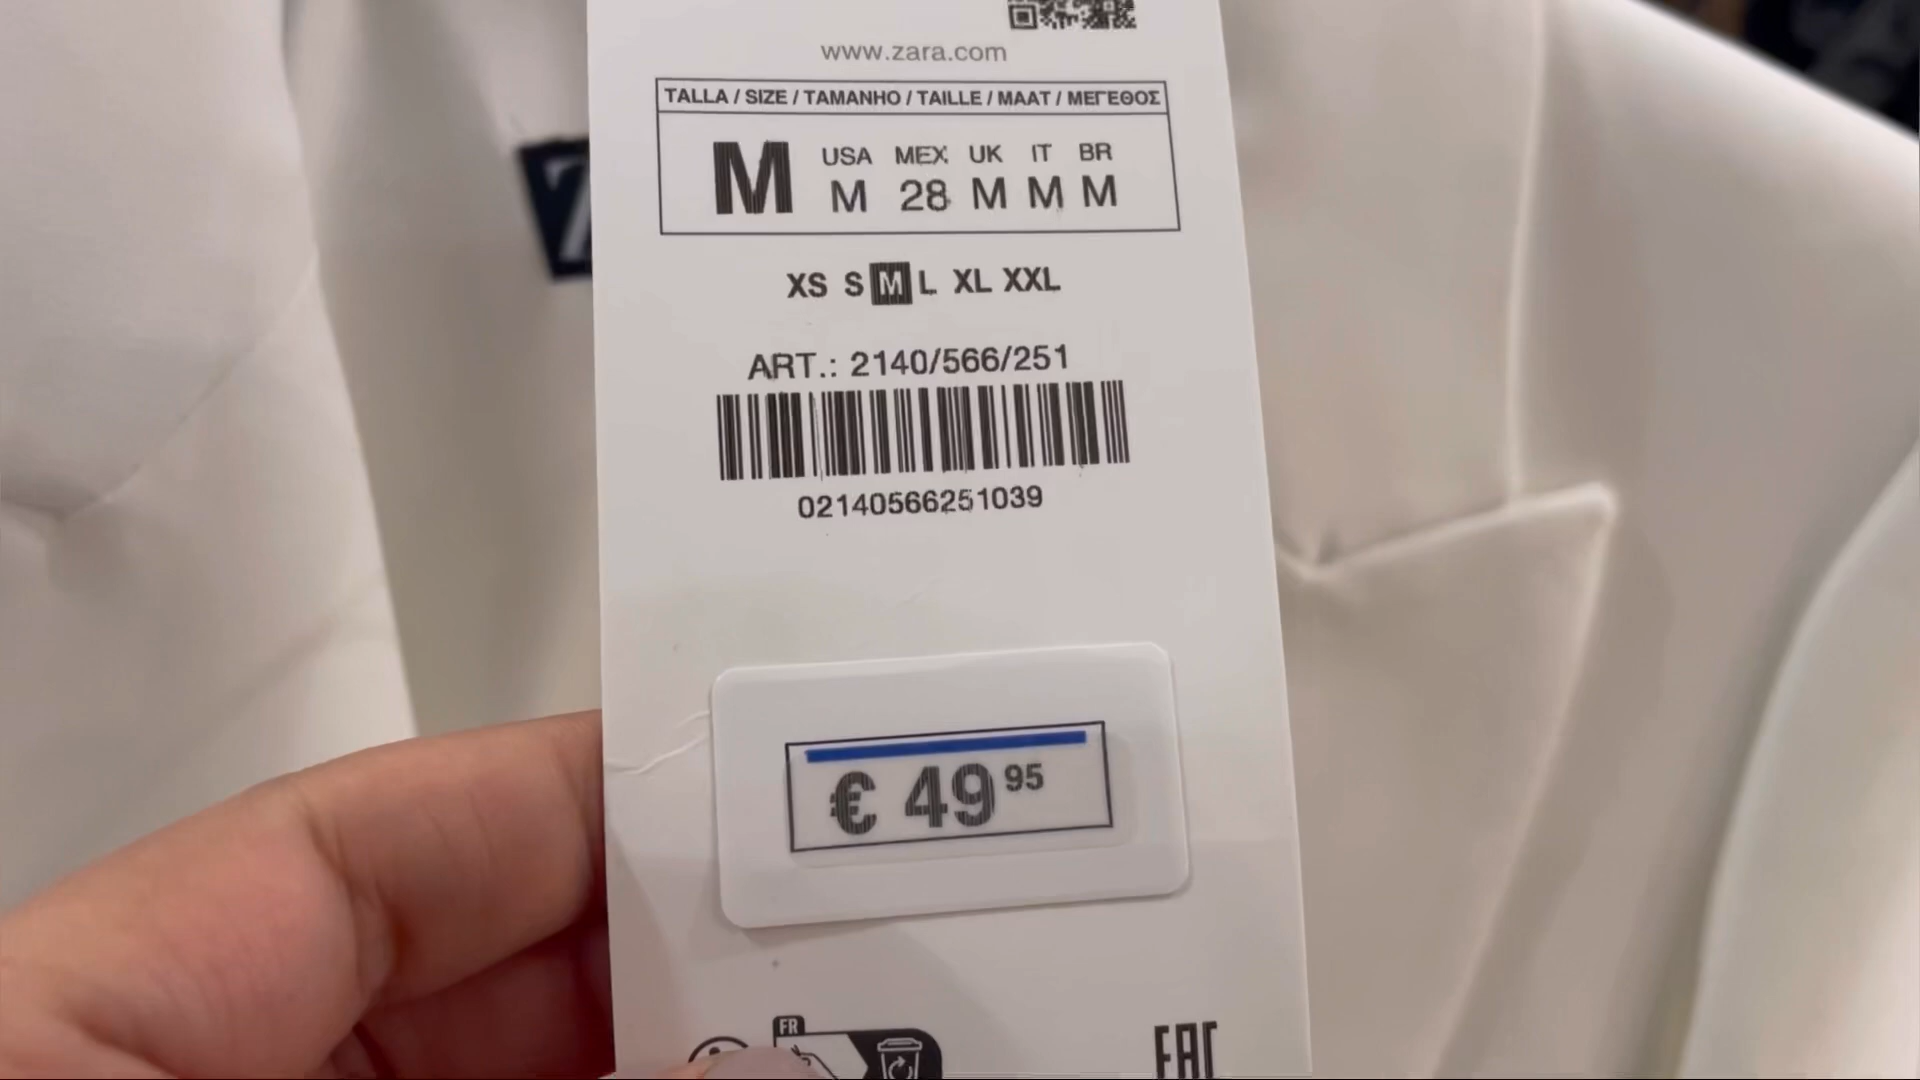 www.zara.com
TALLA / SIZE / TAMANHO / TAILLE / MAAT / ΜΕΓΕΘΟΣ
M
USA MEX UK IT BR
M 28 M M M
XS S M L XL XXL
ART.: 2140/566/251
02140566251039
€ 49 95
FR
EAC